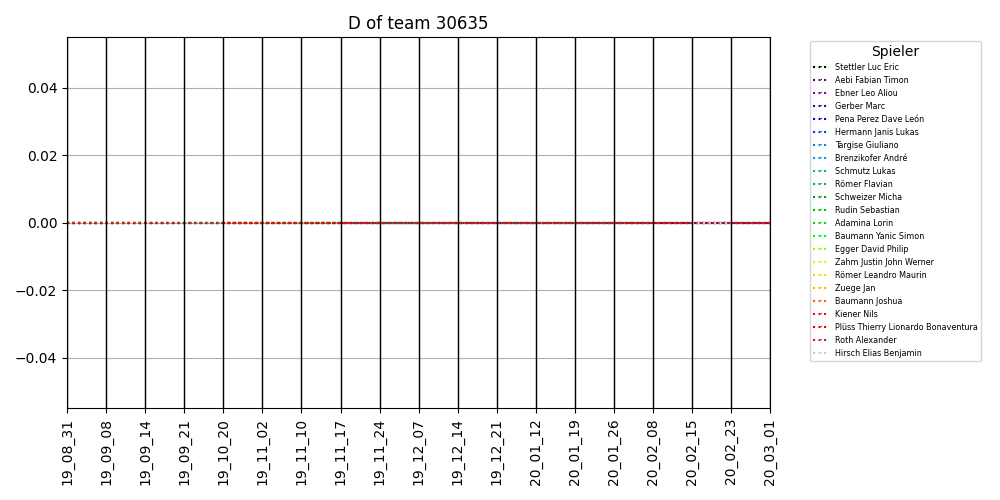 D of team 30635
0.04
0.02
0.00
−0.02
−0.04
19_08_31
19_09_08
19_09_14
19_09_21
19_10_20
19_11_02
19_11_10
19_11_17
19_11_24
19_12_07
19_12_14
19_12_21
20_01_12
20_01_19
20_01_26
20_02_08
20_02_15
20_02_23
20_03_01
Spieler
Stettler Luc Eric
Aebi Fabian Timon
Ebner Leo Aliou
Gerber Marc
Pena Perez Dave León
Hermann Janis Lukas
Targise Giuliano
Brenzikofer André
Schmutz Lukas
Römer Flavian
Schweizer Micha
Rudin Sebastian
Adamina Lorin
Baumann Yanic Simon
Egger David Philip
Zahm Justin John Werner
Römer Leandro Maurin
Zuege Jan
Baumann Joshua
Kiener Nils
Plüss Thierry Lionardo Bonaventura
Roth Alexander
Hirsch Elias Benjamin